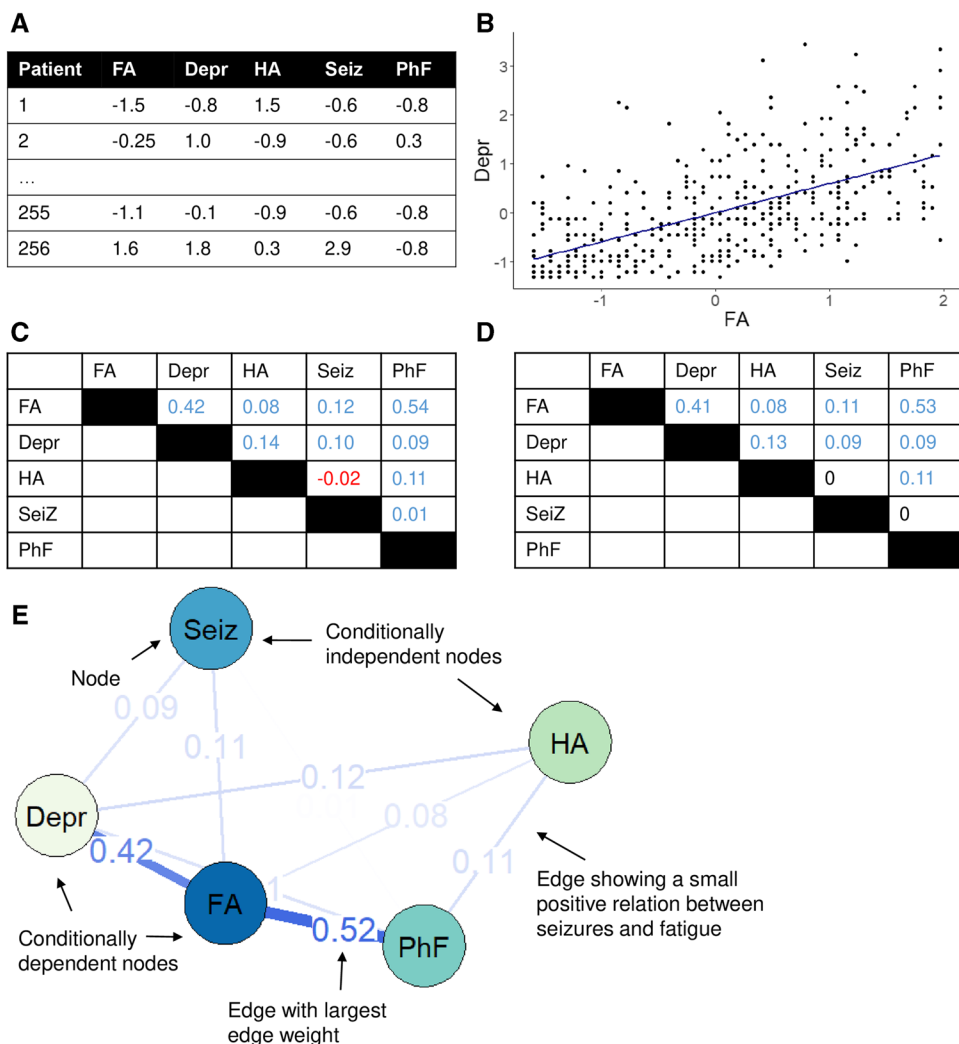 A
Patient FA Depr HA Seiz PhF
1 -1.5 -0.8 1.5 -0.6 -0.8
2 -0.25 1.0 -0.9 -0.6 0.3
...
255 -1.1 -0.1 -0.9 -0.6 -0.8
256 1.6 1.8 0.3 2.9 -0.8
B
Depr
3
2
1
0
-1
-1 0 1 2
FA
C
FA Depr HA Seiz PhF
FA 0.42 0.08 0.12 0.54
Depr 0.14 0.10 0.09
HA -0.02 0.11
SeiZ 0.01
PhF
D
FA Depr HA Seiz PhF
FA 0.41 0.08 0.11 0.53
Depr 0.13 0.09 0.09
HA 0 0.11
SeiZ 0
PhF
E
Seiz
Node
Conditionally
independent nodes
0.09
0.11
HA
0.12
0.01
0.08
Depr
0.42
0.11
FA
0.52
PhF
Edge showing a small
positive relation between
seizures and fatigue
Conditionally
dependent nodes
Edge with largest
edge weight